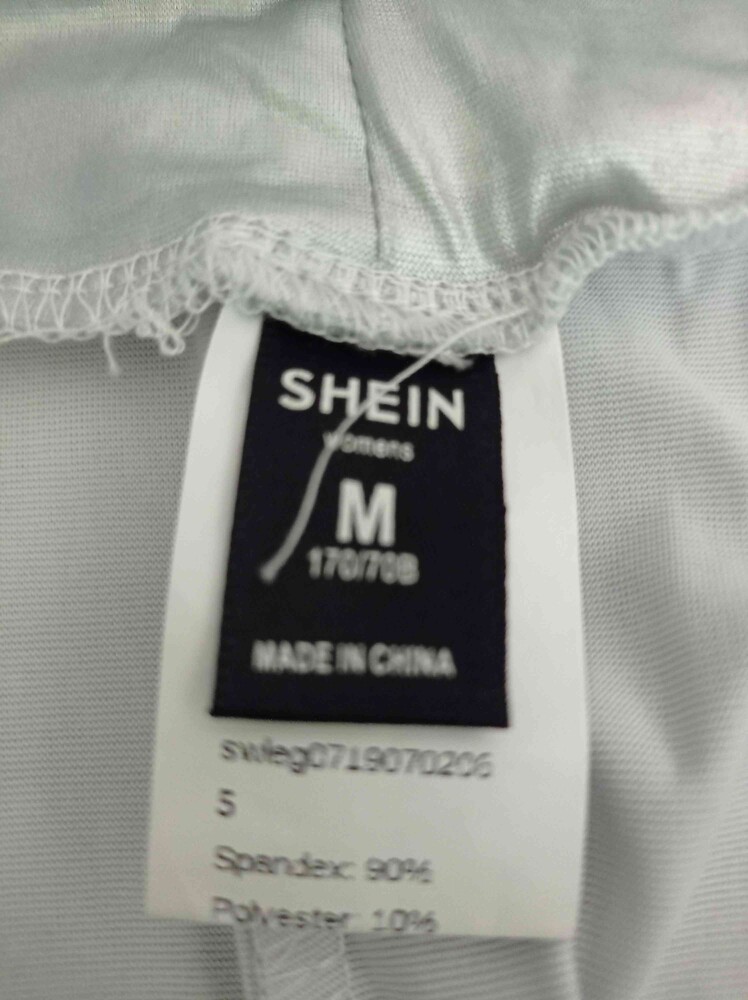 SHEIN
womens
M
170/70B
MADE IN CHINA
swleg0719070206
5
Spandex: 90%
Polyester: 10%